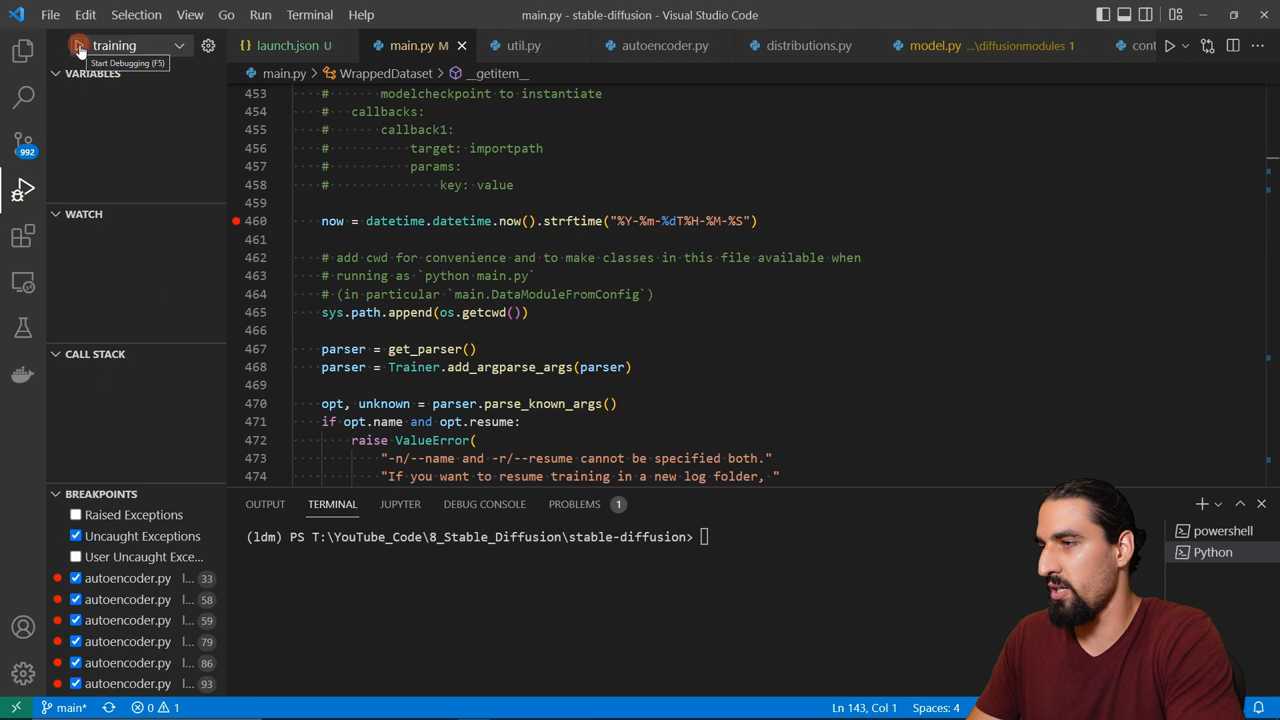 File Edit Selection View Go Run Terminal Help
main.py - stable-diffusion - Visual Studio Code
training
launch.json U
main.py M
util.py
autoencoder.py
distributions.py
model.py ...\diffusionmodules 1
cont
Start Debugging (F5)
main.py > WrappedDataset > __getitem__
VARIABLES
992
WATCH
CALL STACK
BREAKPOINTS
Raised Exceptions
Uncaught Exceptions
User Uncaught Exce...
autoencoder.py l... 33
autoencoder.py l... 58
autoencoder.py l... 59
autoencoder.py l... 79
autoencoder.py l... 86
autoencoder.py l... 93
453 # modelcheckpoint to instantiate
454 # callbacks:
455 # callback1:
456 # target: importpath
457 # params:
458 # key: value
459
460 now = datetime.datetime.now().strftime("%Y-%m-%dT%H-%M-%S")
461
462 # add cwd for convenience and to make classes in this file available when
463 # running as `python main.py`
464 # (in particular `main.DataModuleFromConfig`)
465 sys.path.append(os.getcwd())
466
467 parser = get_parser()
468 parser = Trainer.add_argparse_args(parser)
469
470 opt, unknown = parser.parse_known_args()
471 if opt.name and opt.resume:
472 raise ValueError(
473 "-n/--name and -r/--resume cannot be specified both."
474 "If you want to resume training in a new log folder, "
OUTPUT TERMINAL JUPYTER DEBUG CONSOLE PROBLEMS 1
(ldm) PS T:\YouTube_Code\8_Stable_Diffusion\stable-diffusion>
powershell
Python
main* 0 1
Ln 143, Col 1 Spaces: 4